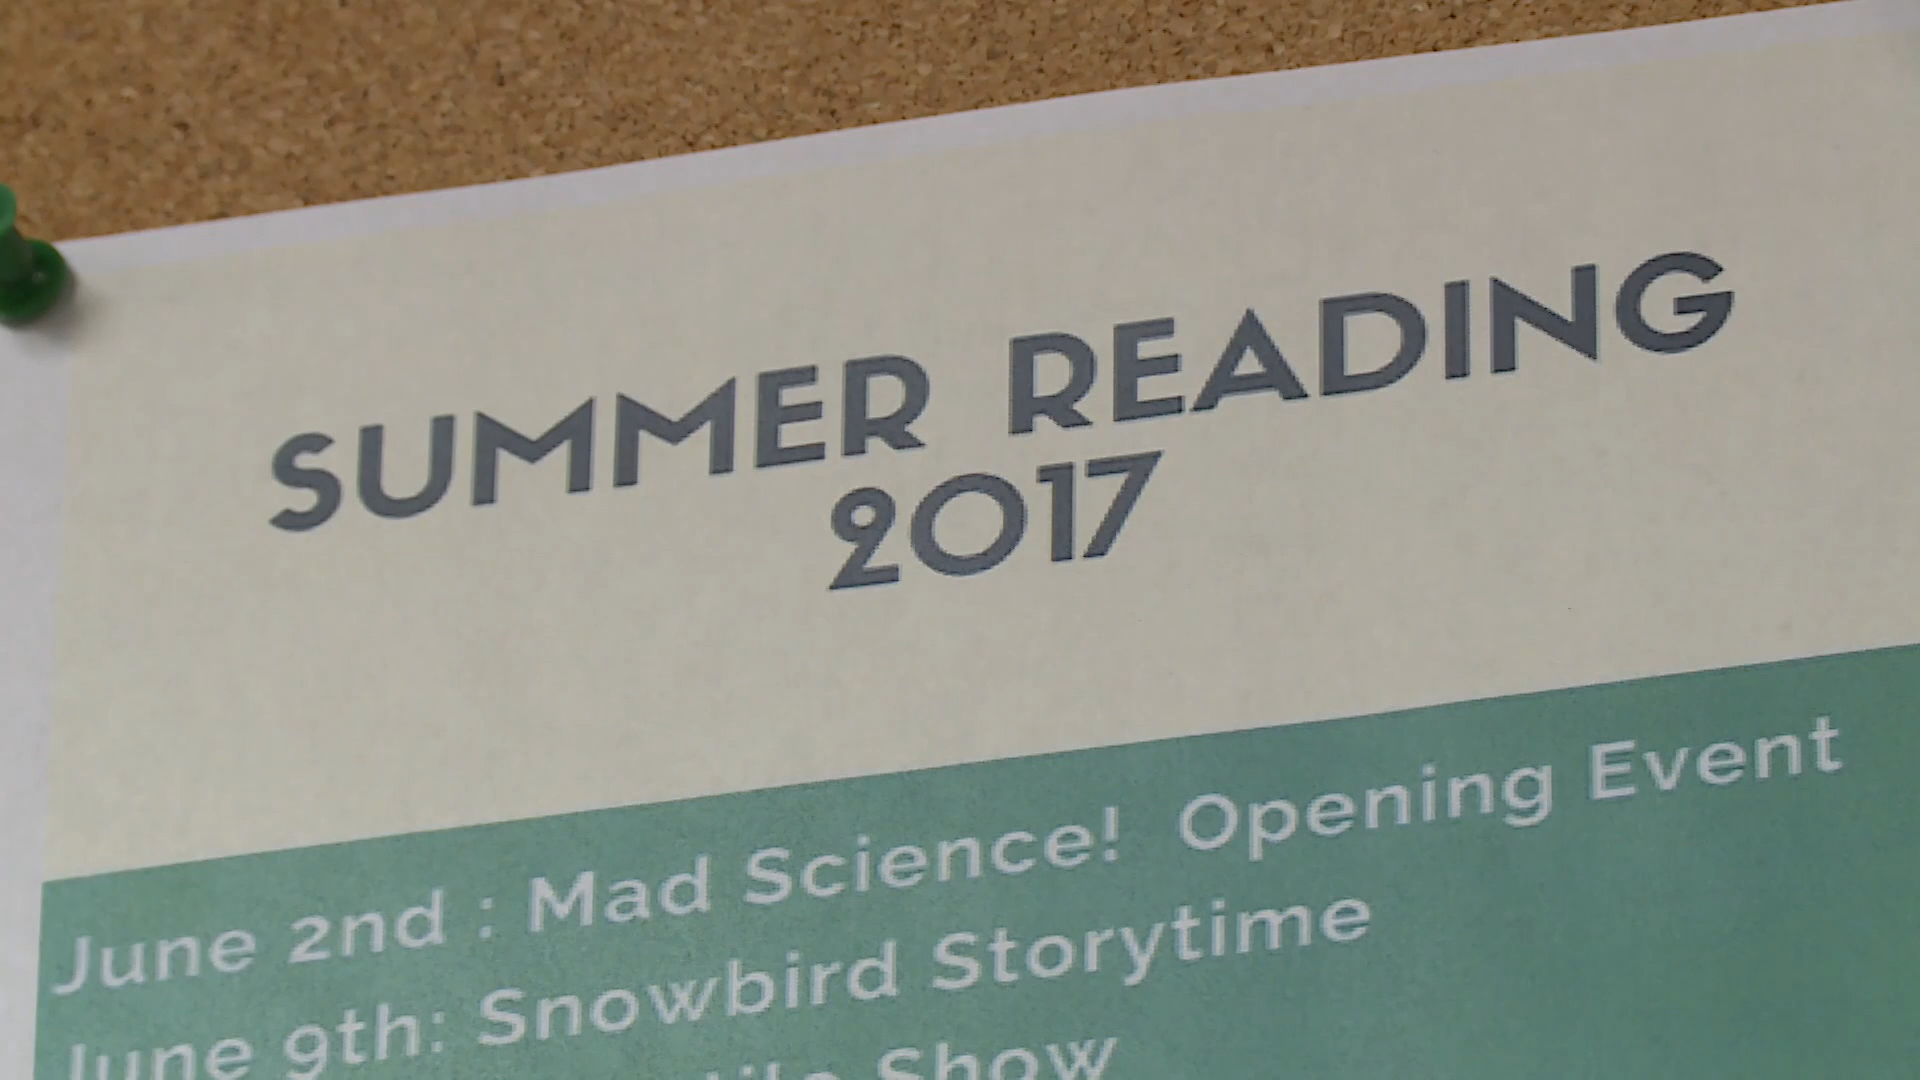 SUMMER READING
2017
June 2nd : Mad Science! Opening Event
June 9th: Snowbird Storytime
Show